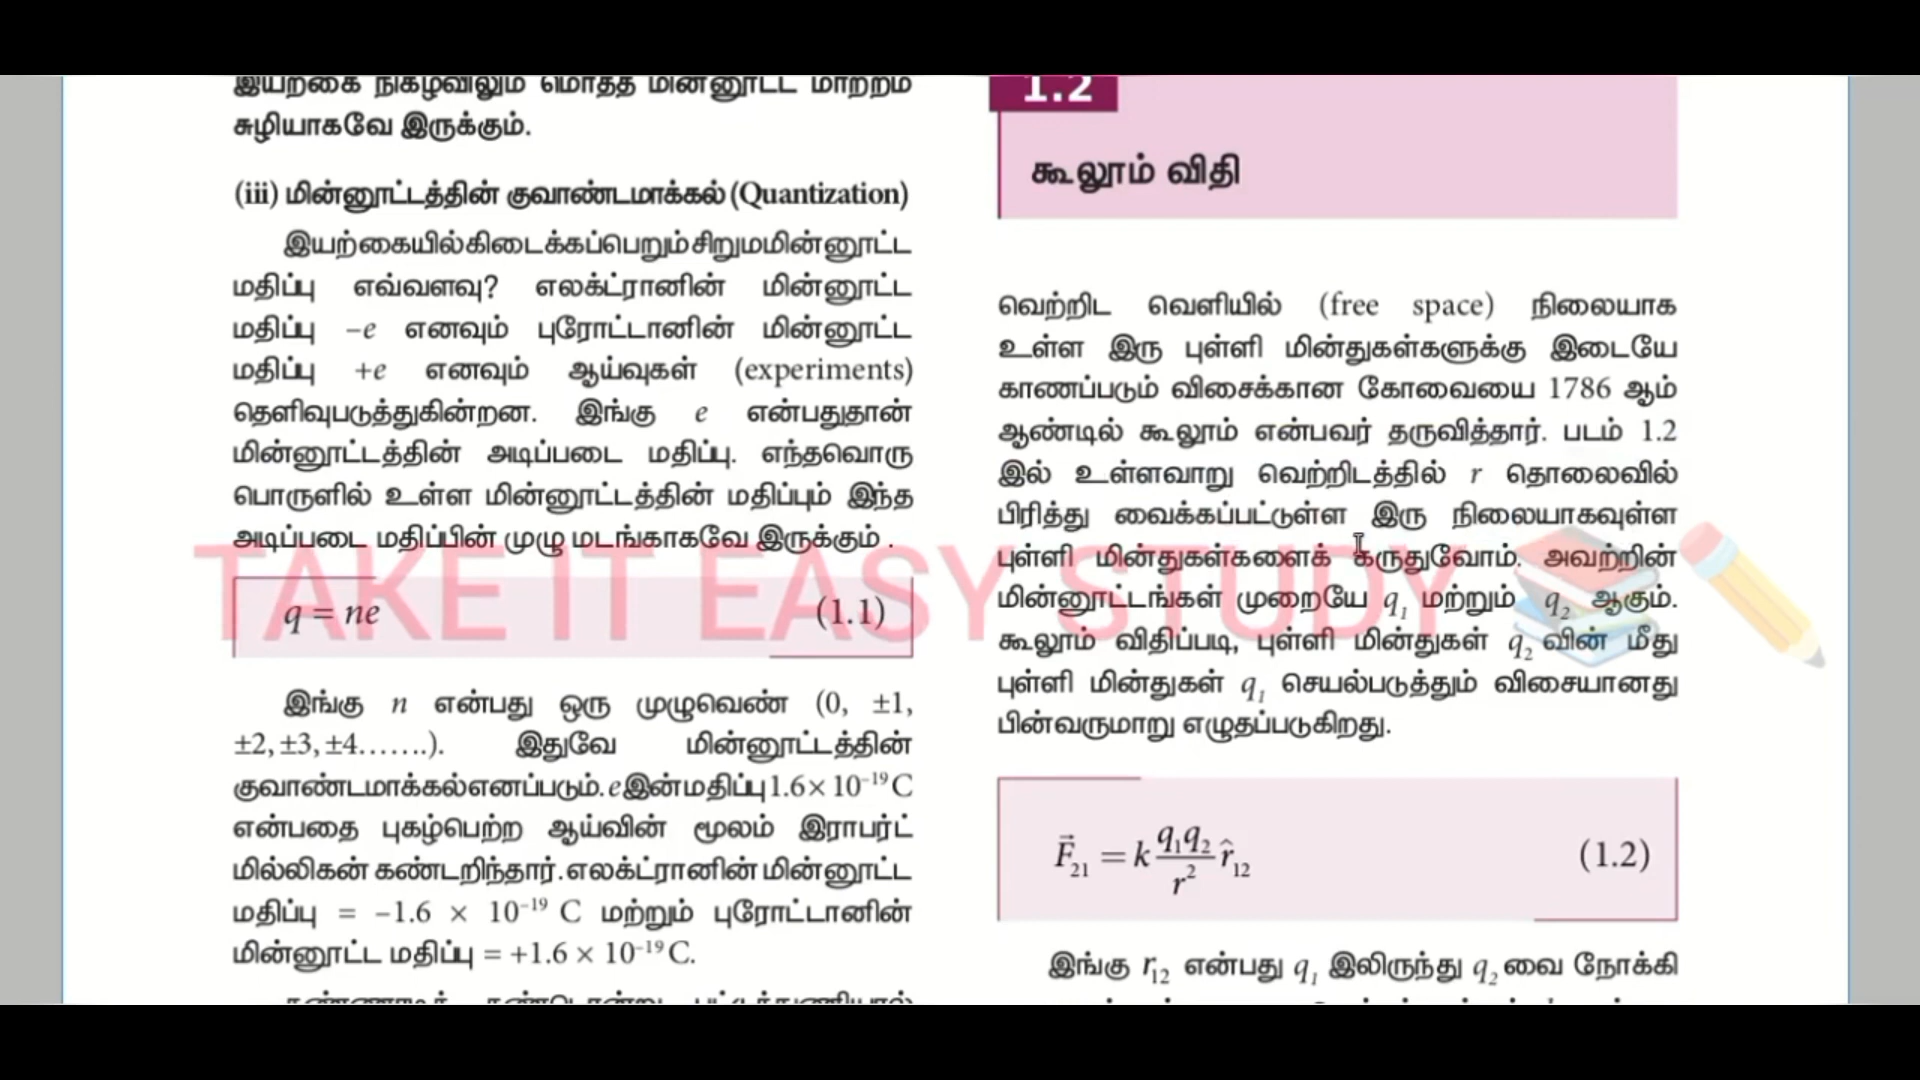 இயற்கை நிகழ்விலும் மொத்த மின்னூட்ட மாற்றம்
சுழியாகவே இருக்கும்.
(iii) மின்னூட்டத்தின் குவாண்டமாக்கல் (Quantization)
இயற்கையில்கிடைக்கப்பெறும்சிறுமமின்னூட்ட
மதிப்பு எவ்வளவு? எலக்ட்ரானின் மின்னூட்ட
மதிப்பு –e எனவும் புரோட்டானின் மின்னூட்ட
மதிப்பு +e எனவும் ஆய்வுகள் (experiments)
தெளிவுபடுத்துகின்றன. இங்கு e என்பதுதான்
மின்னூட்டத்தின் அடிப்படை மதிப்பு. எந்தவொரு
பொருளில் உள்ள மின்னூட்டத்தின் மதிப்பும் இந்த
அடிப்படை மதிப்பின் முழு மடங்காகவே இருக்கும் .
q = ne (1.1)
இங்கு n என்பது ஒரு முழுவெண் (0, ±1,
±2, ±3, ±4.......). இதுவே மின்னூட்டத்தின்
குவாண்டமாக்கல்எனப்படும். eஇன்மதிப்பு 1.6× 10⁻¹⁹ C
என்பதை புகழ்பெற்ற ஆய்வின் மூலம் இராபர்ட்
மில்லிகன் கண்டறிந்தார். எலக்ட்ரானின் மின்னூட்ட
மதிப்பு = –1.6 × 10⁻¹⁹ C மற்றும் புரோட்டானின்
மின்னூட்ட மதிப்பு = +1.6 × 10⁻¹⁹ C.
1.2
கூலூம் விதி
வெற்றிட வெளியில் (free space) நிலையாக
உள்ள இரு புள்ளி மின்துகள்களுக்கு இடையே
காணப்படும் விசைக்கான கோவையை 1786 ஆம்
ஆண்டில் கூலூம் என்பவர் தருவித்தார். படம் 1.2
இல் உள்ளவாறு வெற்றிடத்தில் r தொலைவில்
பிரித்து வைக்கப்பட்டுள்ள இரு நிலையாகவுள்ள
புள்ளி மின்துகள்களைக் கருதுவோம். அவற்றின்
மின்னூட்டங்கள் முறையே q₁ மற்றும் q₂ ஆகும்.
கூலூம் விதிப்படி, புள்ளி மின்துகள் q₂ வின் மீது
புள்ளி மின்துகள் q₁ செயல்படுத்தும் விசையானது
பின்வருமாறு எழுதப்படுகிறது.
F⃗₂₁ = k q₁q₂/r² r̂₁₂ (1.2)
இங்கு r₁₂ என்பது q₁ இலிருந்து q₂ வை நோக்கி
TAKE IT EASY STUDY